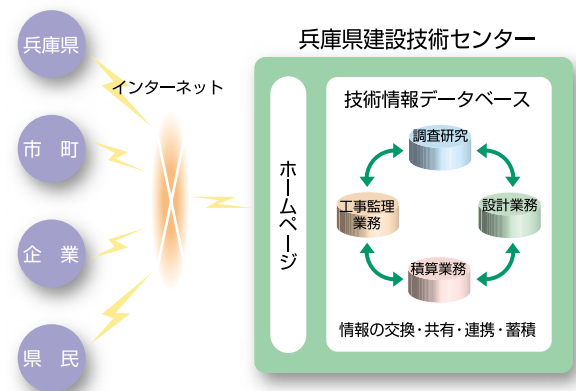 兵庫県
市 町
企 業
県 民
インターネット
兵庫県建設技術センター
ホームページ
技術情報データベース
調査研究
工事監理
業務
設計業務
積算業務
情報の交換・共有・連携・蓄積